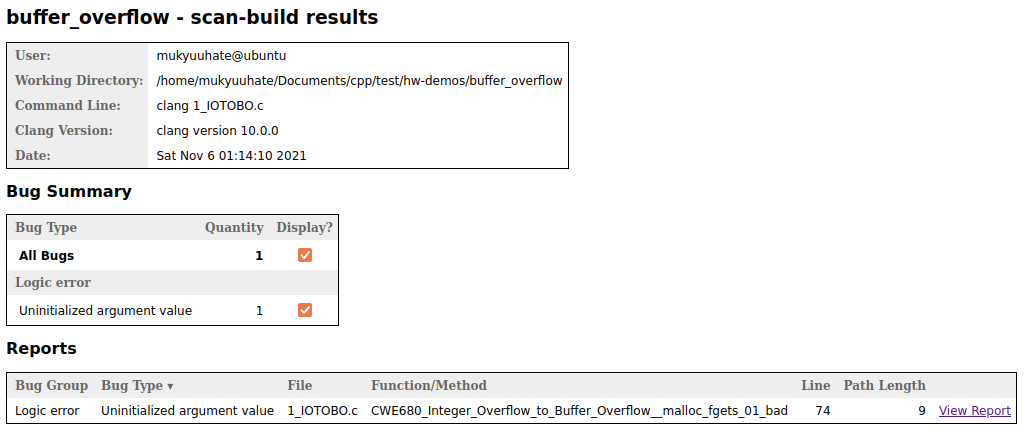 buffer_overflow - scan-build results
User: mukyuuhate@ubuntu
Working Directory: /home/mukyuuhate/Documents/cpp/test/hw-demos/buffer_overflow
Command Line: clang 1_IOTOBO.c
Clang Version: clang version 10.0.0
Date: Sat Nov 6 01:14:10 2021
Bug Summary
Bug Type Quantity Display?
All Bugs 1
Logic error
Uninitialized argument value 1
Reports
Bug Group Bug Type ▾ File Function/Method Line Path Length
Logic error Uninitialized argument value 1_IOTOBO.c CWE680_Integer_Overflow_to_Buffer_Overflow__malloc_fgets_01_bad 74 9 View Report